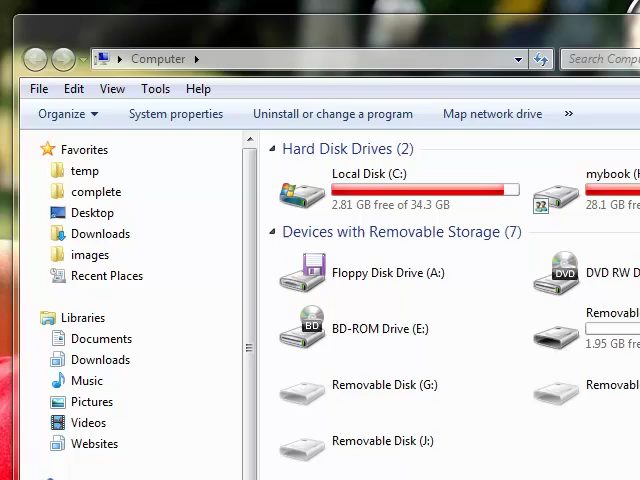 Computer
Search Compu
File Edit View Tools Help
Organize System properties Uninstall or change a program Map network drive »
Favorites
temp
complete
Desktop
Downloads
images
Recent Places
Libraries
Documents
Downloads
Music
Pictures
Videos
Websites
Hard Disk Drives (2)
Local Disk (C:)
2.81 GB free of 34.3 GB
mybook (H
28.1 GB fre
Devices with Removable Storage (7)
Floppy Disk Drive (A:)
DVD
DVD RW D
BD
BD-ROM Drive (E:)
Removable
1.95 GB fre
Removable Disk (G:)
Removable
Removable Disk (J:)